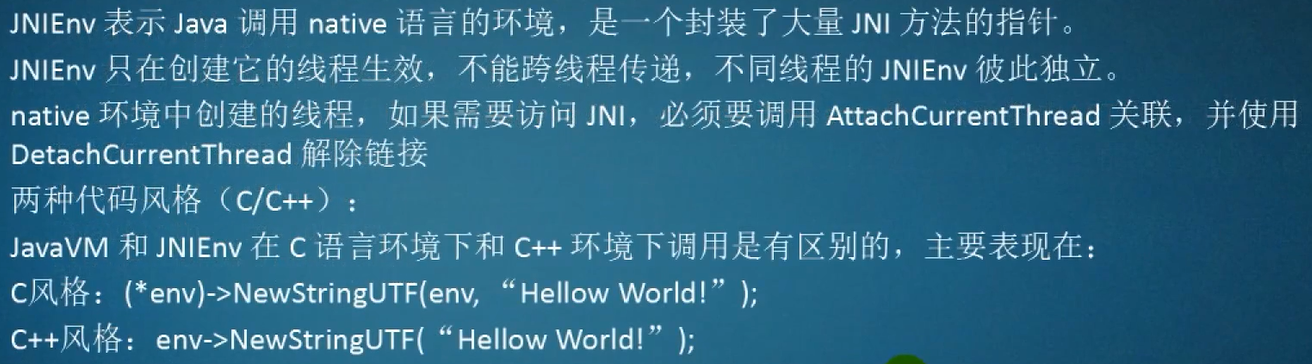 JNIEnv 表示 Java 调用 native 语言的环境，是一个封装了大量 JNI 方法的指针。
JNIEnv 只在创建它的线程生效，不能跨线程传递，不同线程的 JNIEnv 彼此独立。
native 环境中创建的线程，如果需要访问 JNI，必须要调用 AttachCurrentThread 关联，并使用
DetachCurrentThread 解除链接
两种代码风格（C/C++）：
JavaVM 和 JNIEnv 在 C 语言环境下和 C++ 环境下调用是有区别的，主要表现在：
C风格：(*env)->NewStringUTF(env, “Hellow World!”);
C++风格：env->NewStringUTF(“Hellow World!”);